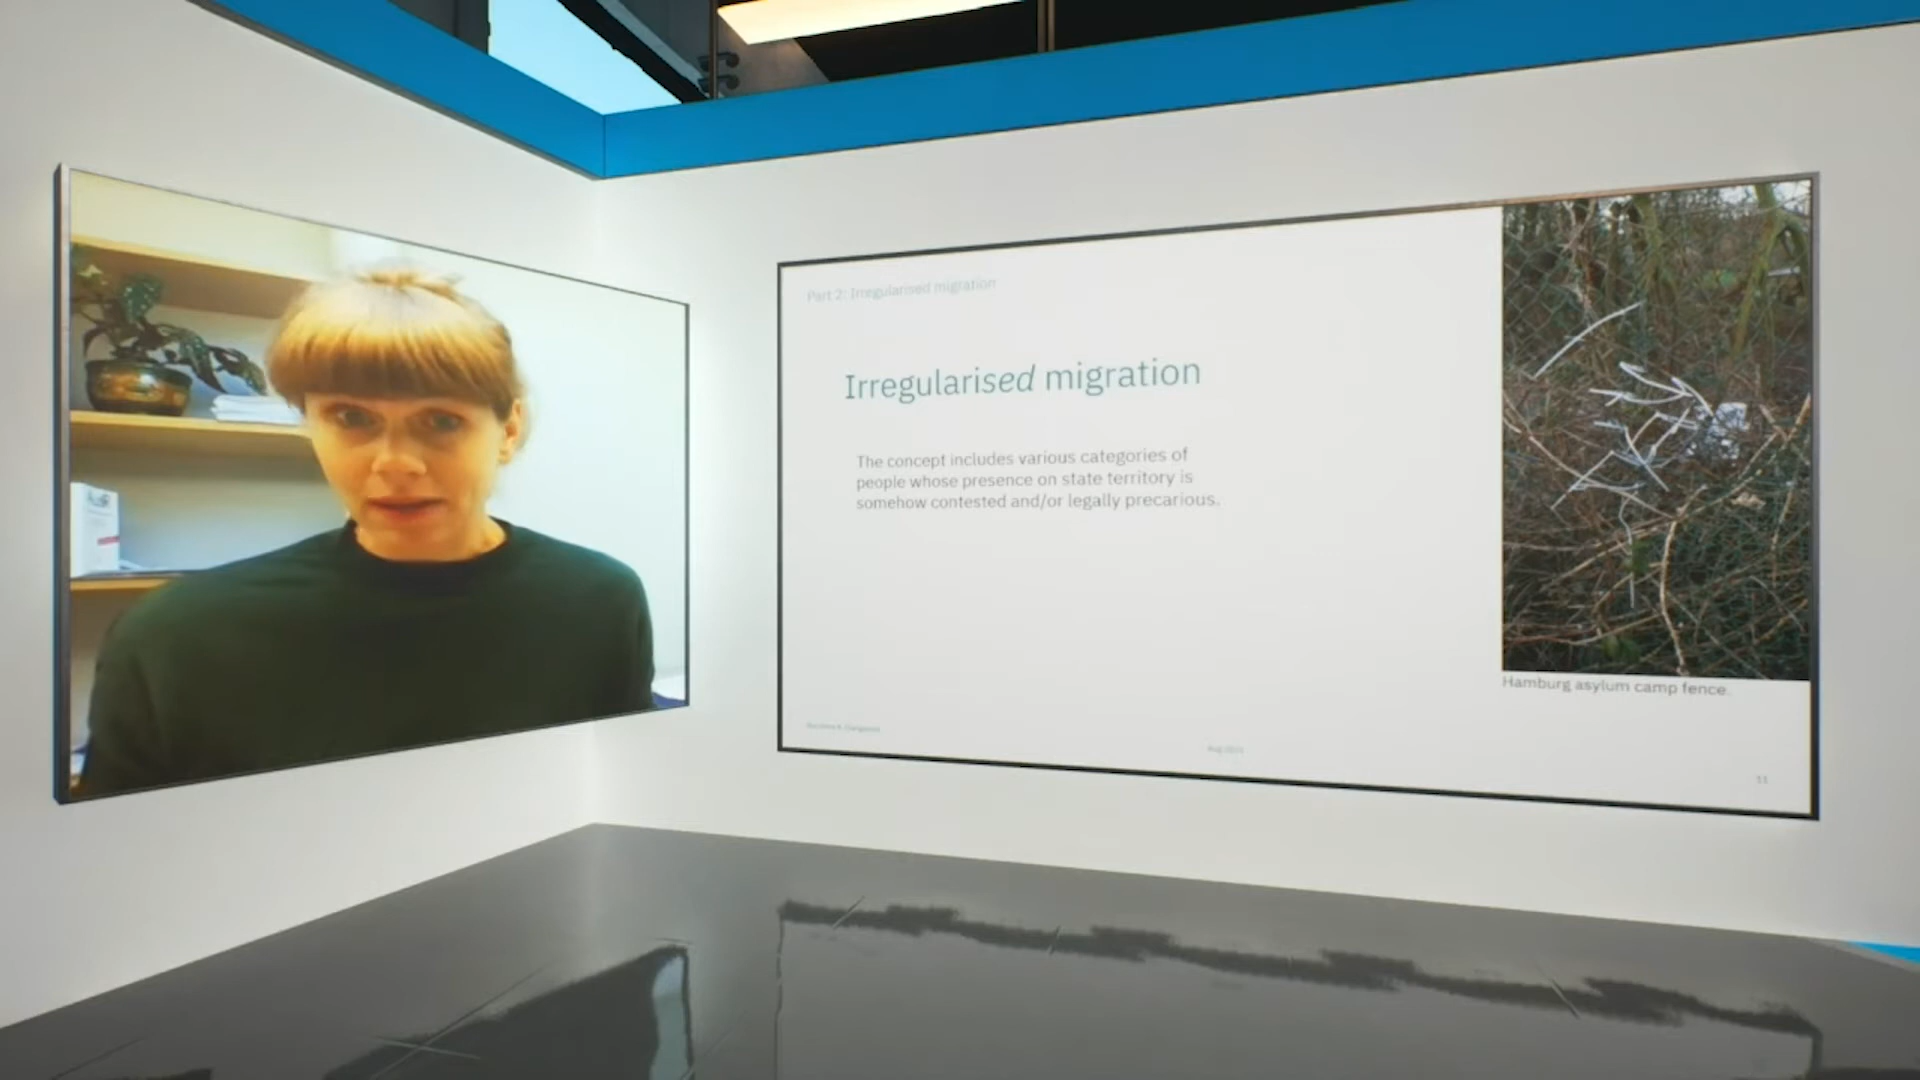 Part 2: Irregularised migration
Irregularised migration
The concept includes various categories of
people whose presence on state territory is
somehow contested and/or legally precarious.
Hamburg asylum camp fence.
11